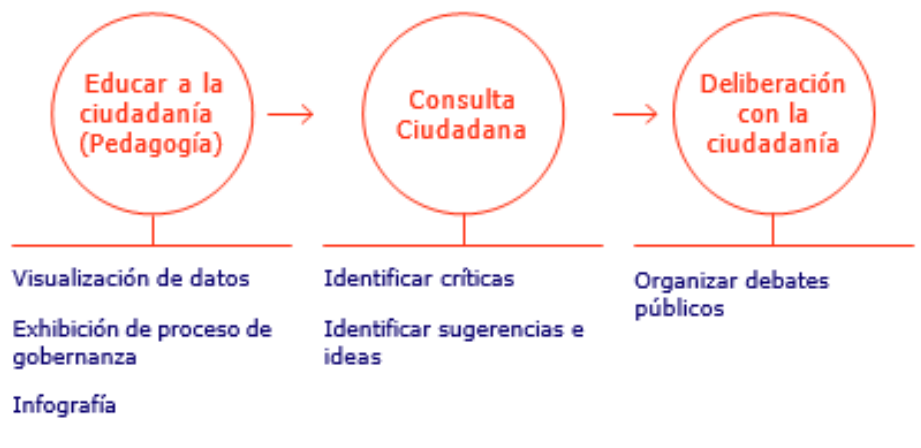 Educar a la
ciudadanía
(Pedagogía)
Consulta
Ciudadana
Deliberación
con la
ciudadanía
Visualización de datos
Exhibición de proceso de
gobernanza
Infografía
Identificar críticas
Identificar sugerencias e
ideas
Organizar debates
públicos